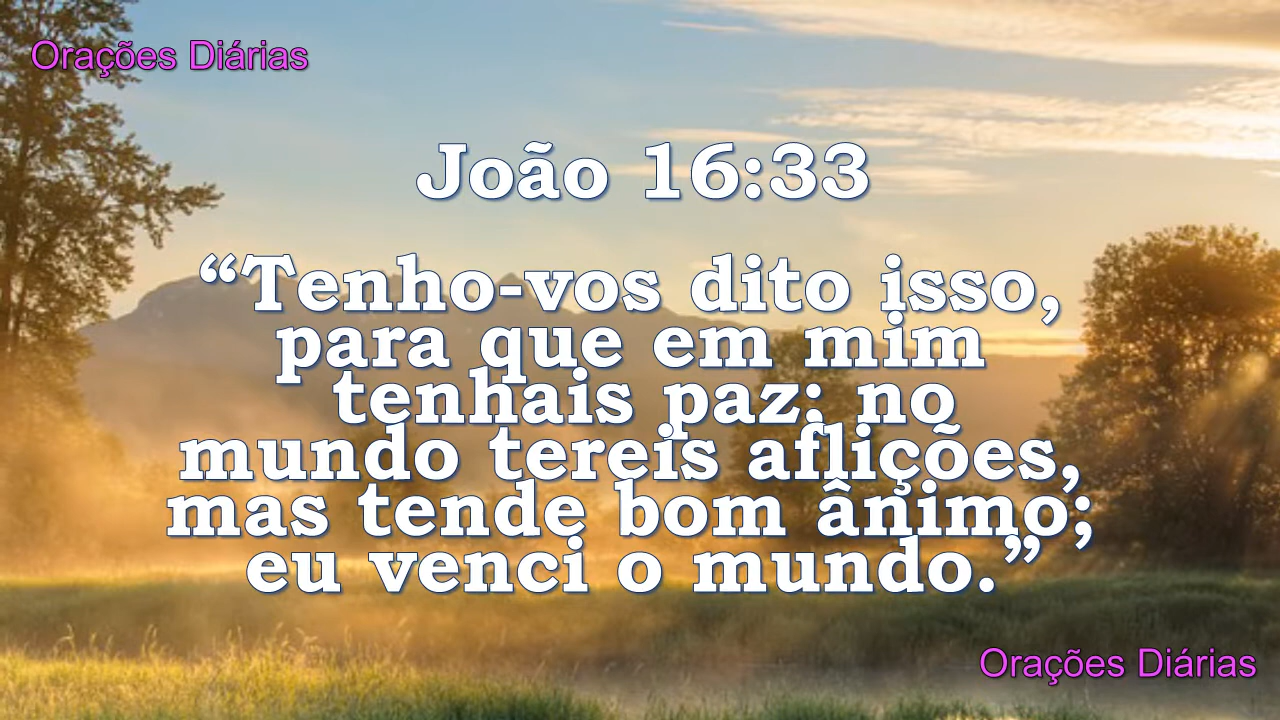 Orações Diárias
João 16:33
“Tenho-vos dito isso,
para que em mim
tenhais paz; no
mundo tereis aflições,
mas tende bom ânimo;
eu venci o mundo.”
Orações Diárias